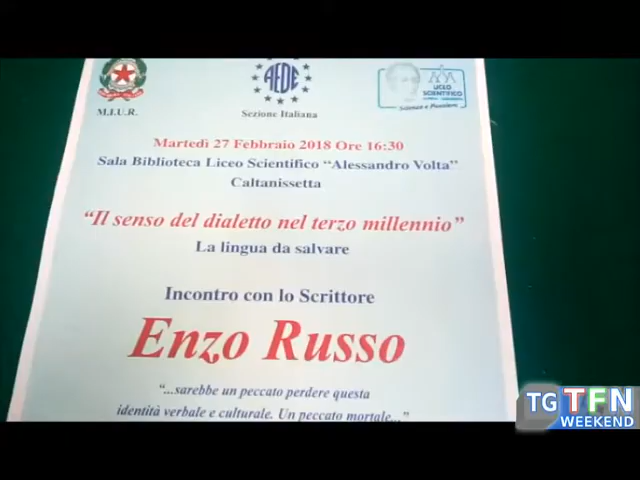 AEDE
LICEO
SCIENTIFICO
Scienza e Pensiero
M.I.U.R.
Sezione Italiana
Martedì 27 Febbraio 2018 Ore 16:30
Sala Biblioteca Liceo Scientifico “Alessandro Volta”
Caltanissetta
“Il senso del dialetto nel terzo millennio”
La lingua da salvare
Incontro con lo Scrittore
Enzo Russo
“...sarebbe un peccato perdere questa
identità verbale e culturale. Un peccato mortale...”
TG TFN
WEEKEND